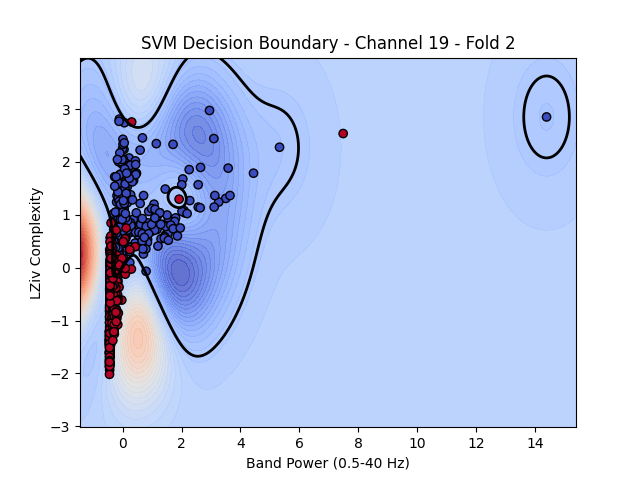 SVM Decision Boundary - Channel 19 - Fold 2
LZiv Complexity
3
2
1
0
−1
−2
−3
0 2 4 6 8 10 12 14
Band Power (0.5-40 Hz)